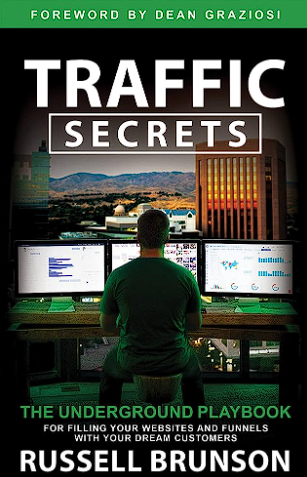 FOREWORD BY DEAN GRAZIOSI
TRAFFIC
SECRETS
THE UNDERGROUND PLAYBOOK
FOR FILLING YOUR WEBSITES AND FUNNELS
WITH YOUR DREAM CUSTOMERS
RUSSELL BRUNSON